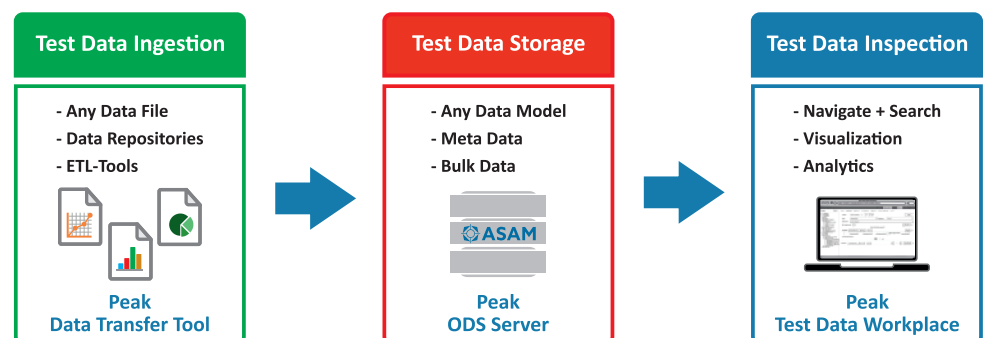 Test Data Ingestion
- Any Data File
- Data Repositories
- ETL-Tools
Peak
Data Transfer Tool
Test Data Storage
- Any Data Model
- Meta Data
- Bulk Data
ASAM
Peak
ODS Server
Test Data Inspection
- Navigate + Search
- Visualization
- Analytics
Peak
Test Data Workplace